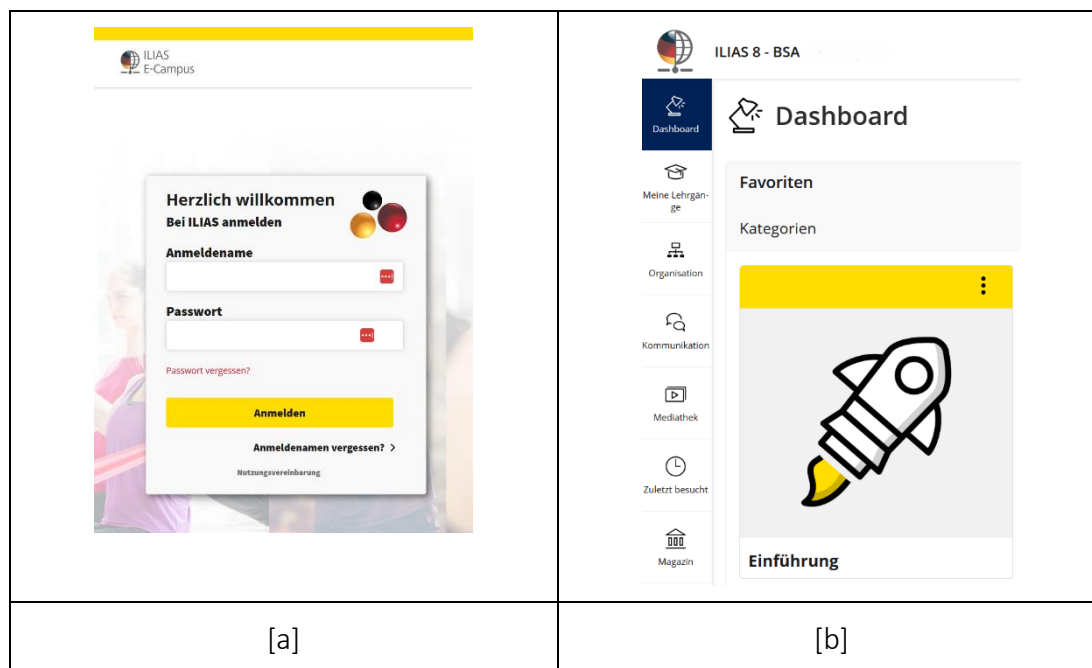 ILIAS
E-Campus
Herzlich willkommen
Bei ILIAS anmelden
Anmeldename
Passwort
Passwort vergessen?
Anmelden
Anmeldenamen vergessen? >
Nutzungsvereinbarung
[a]
ILIAS 8 - BSA
Dashboard
Meine Lehrgän-
ge
Organisation
Kommunikation
Mediathek
Zuletzt besucht
Magazin
Dashboard
Favoriten
Kategorien
Einführung
[b]